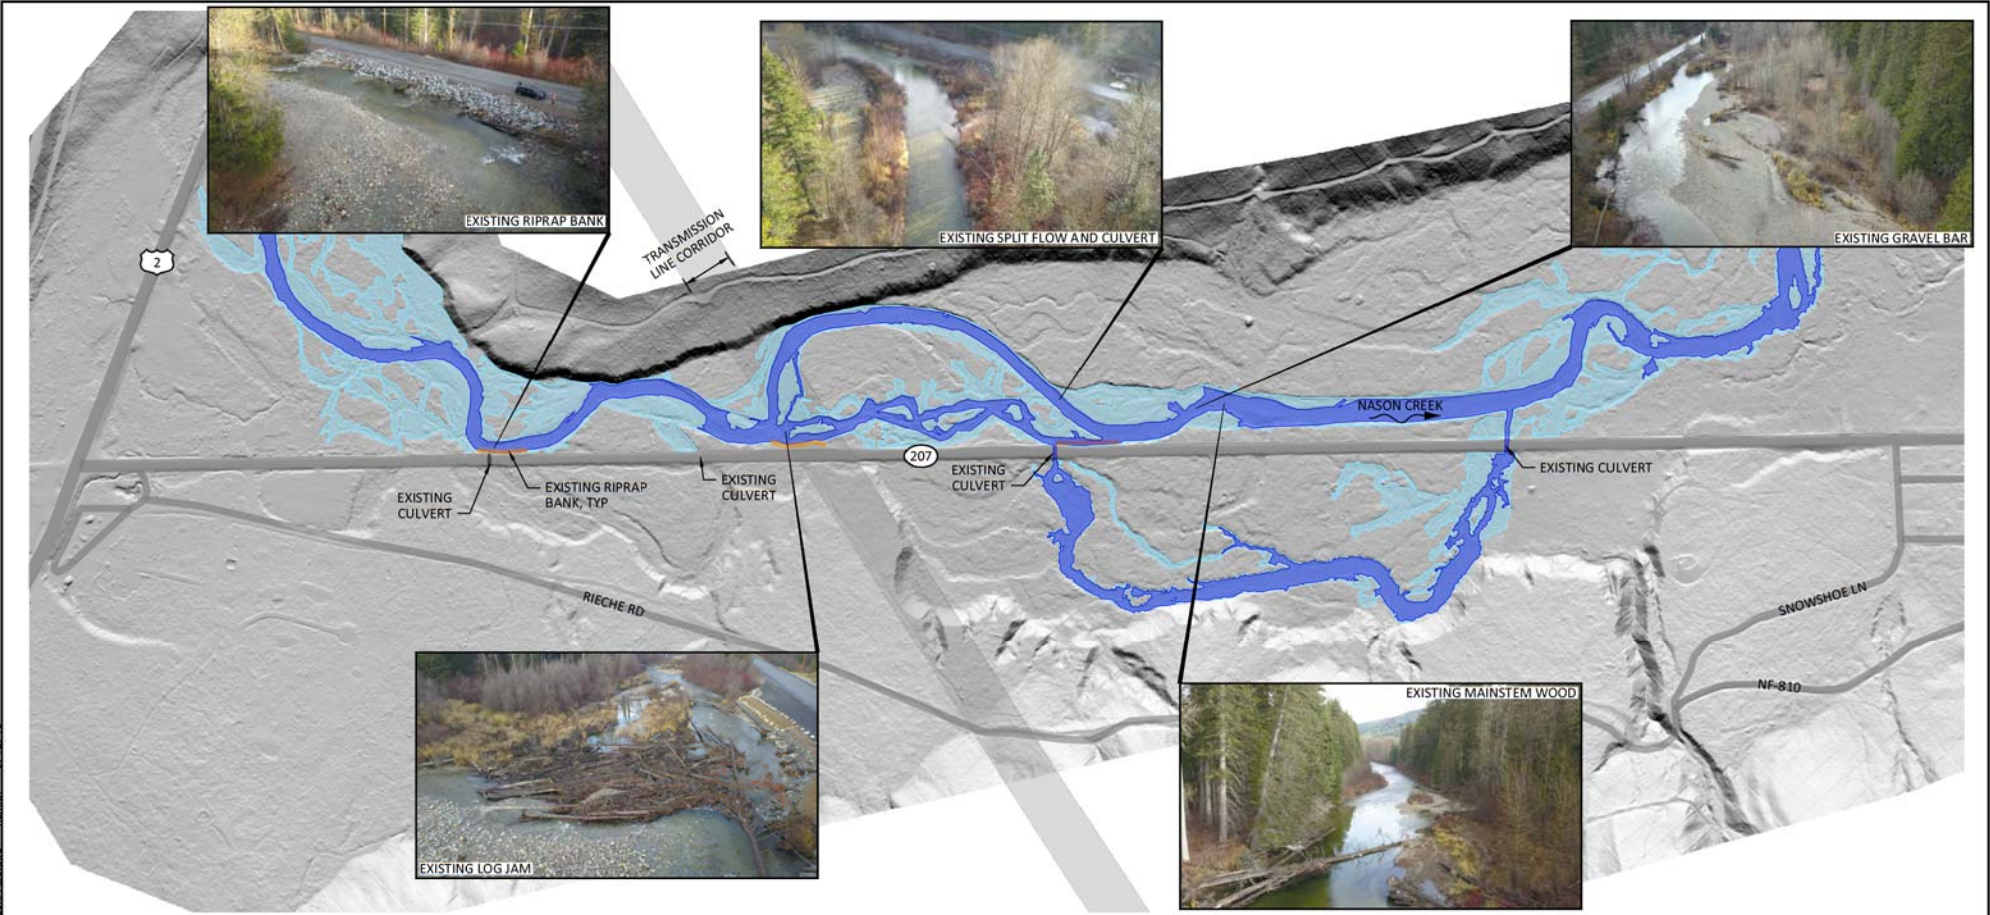 EXISTING RIPRAP BANK
EXISTING SPLIT FLOW AND CULVERT
EXISTING GRAVEL BAR
TRANSMISSION
LINE CORRIDOR
2
NASON CREEK
207
EXISTING
CULVERT
EXISTING RIPRAP
BANK, TYP
EXISTING
CULVERT
EXISTING
CULVERT
EXISTING CULVERT
RIECHE RD
SNOWSHOE LN
NF-810
EXISTING LOG JAM
EXISTING MAINSTEM WOOD